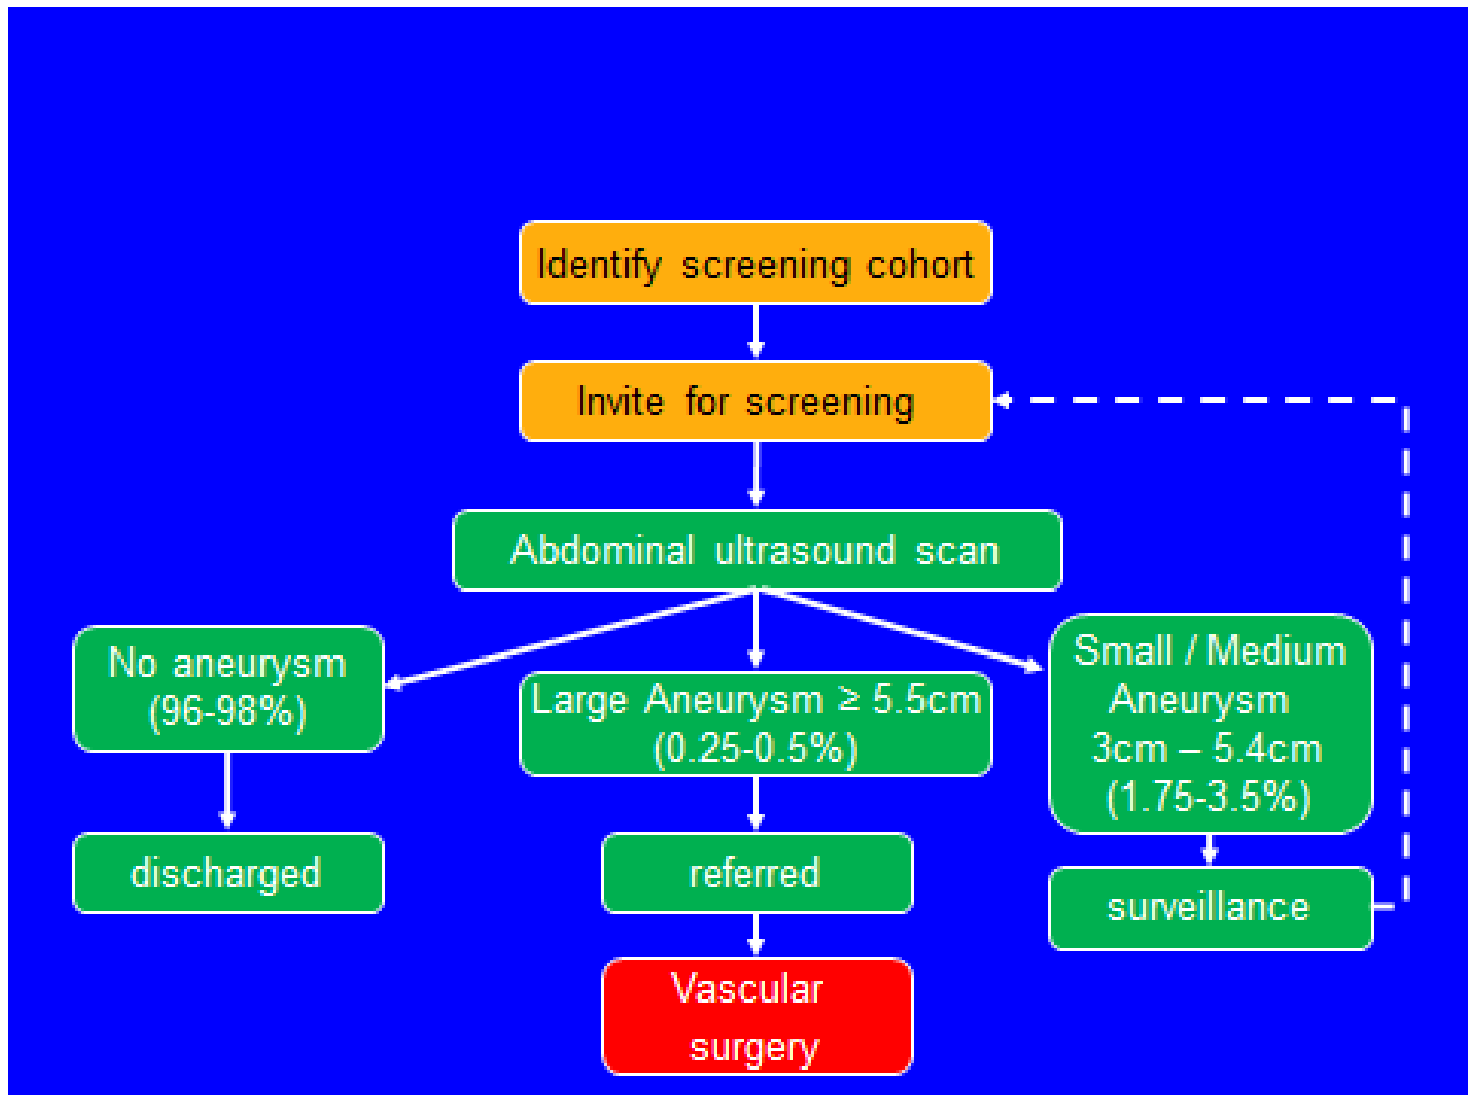 Identify screening cohort
Invite for screening
Abdominal ultrasound scan
No aneurysm
(96-98%)
discharged
Large Aneurysm ≥ 5.5cm
(0.25-0.5%)
referred
Vascular
surgery
Small / Medium
Aneurysm
3cm – 5.4cm
(1.75-3.5%)
surveillance